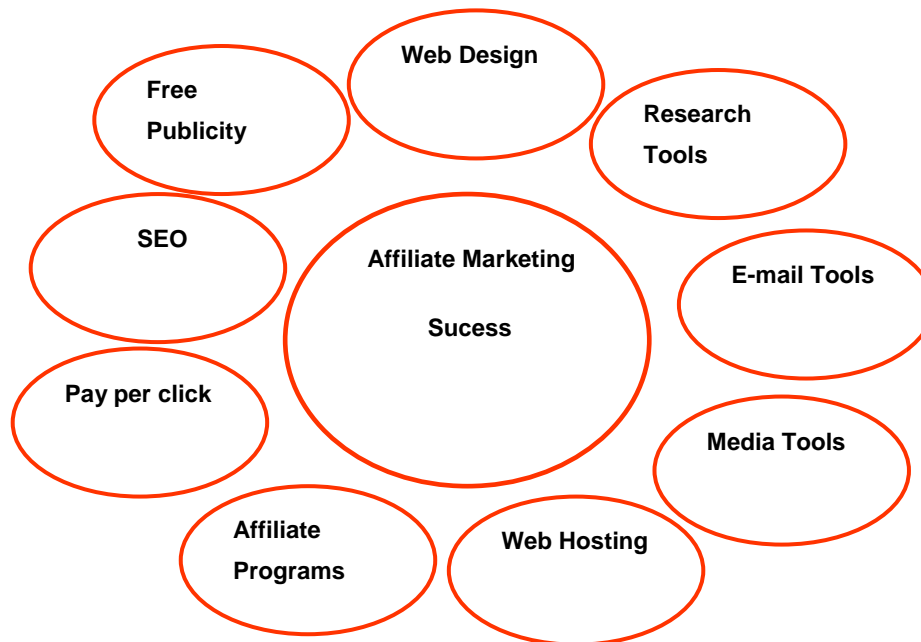 Web Design
Free
Publicity
Research
Tools
SEO
Affiliate Marketing
Sucess
E-mail Tools
Pay per click
Media Tools
Affiliate
Programs
Web Hosting